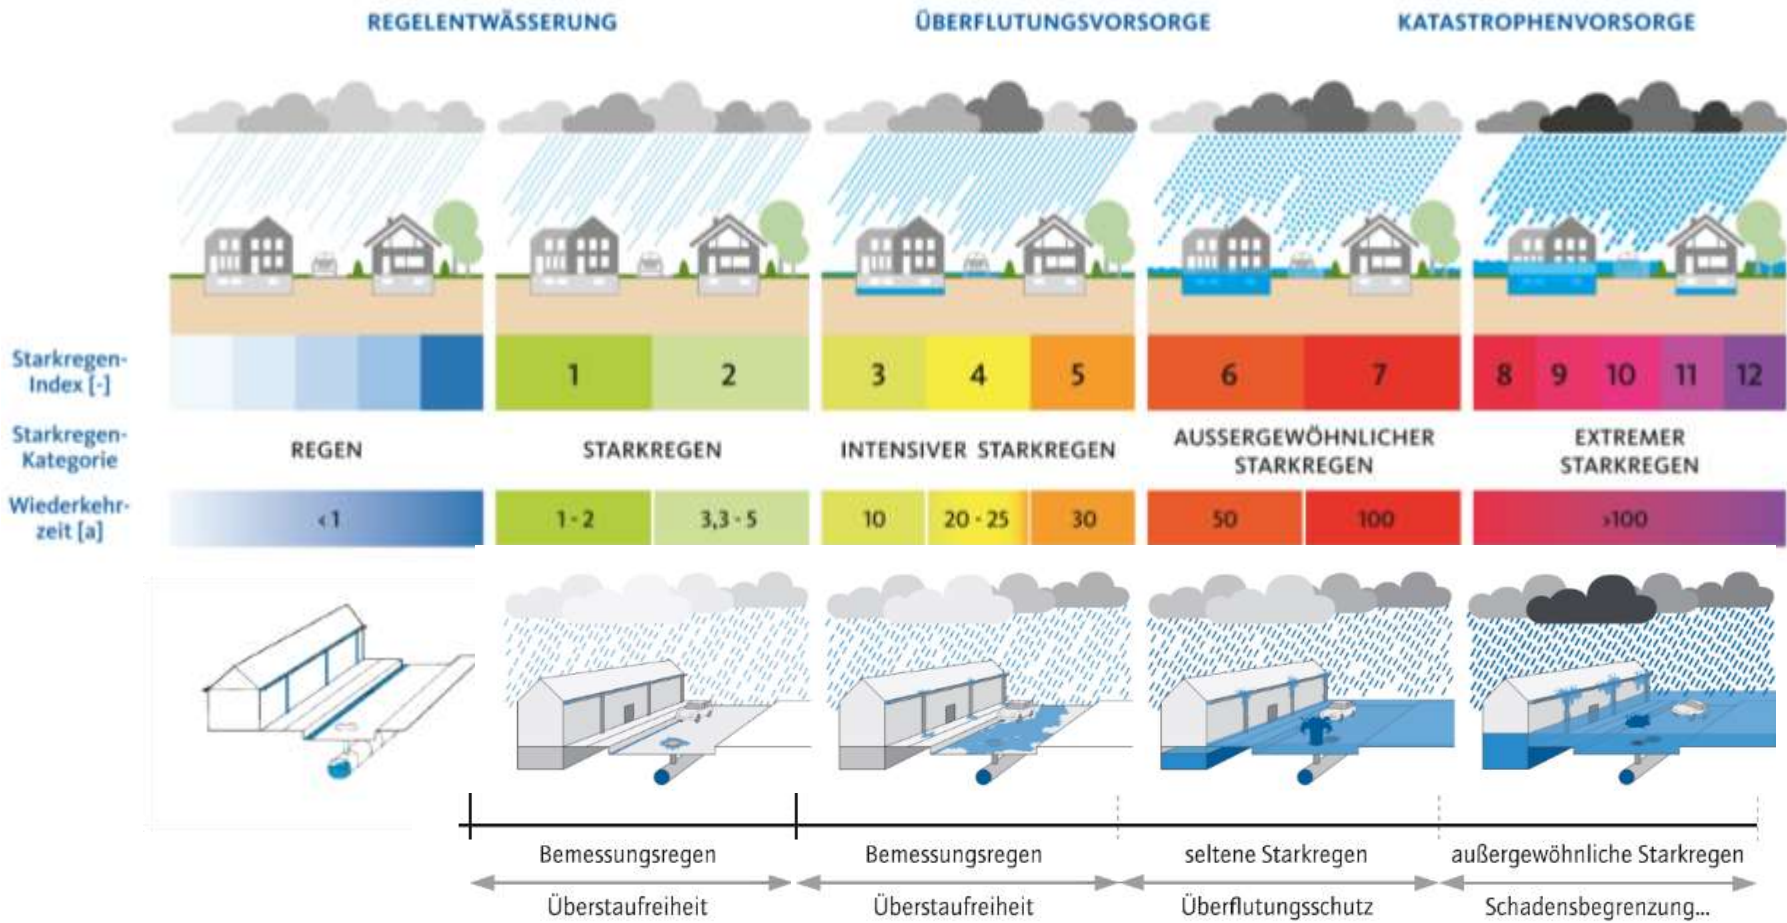 REGELENTWÄSSERUNG
ÜBERFLUTUNGSVORSORGE
KATASTROPHENVORSORGE
Starkregen-
Index [-]
1
2
3
4
5
6
7
8
9
10
11
12
Starkregen-
Kategorie
REGEN
STARKREGEN
INTENSIVER STARKREGEN
AUSSERGEWÖHNLICHER
STARKREGEN
EXTREMER
STARKREGEN
Wiederkehr-
zeit [a]
<1
1 - 2
3,3 - 5
10
20 - 25
30
50
100
>100
Bemessungsregen
Bemessungsregen
seltene Starkregen
außergewöhnliche Starkregen
Überstaufreiheit
Überstaufreiheit
Überflutungsschutz
Schadensbegrenzung...